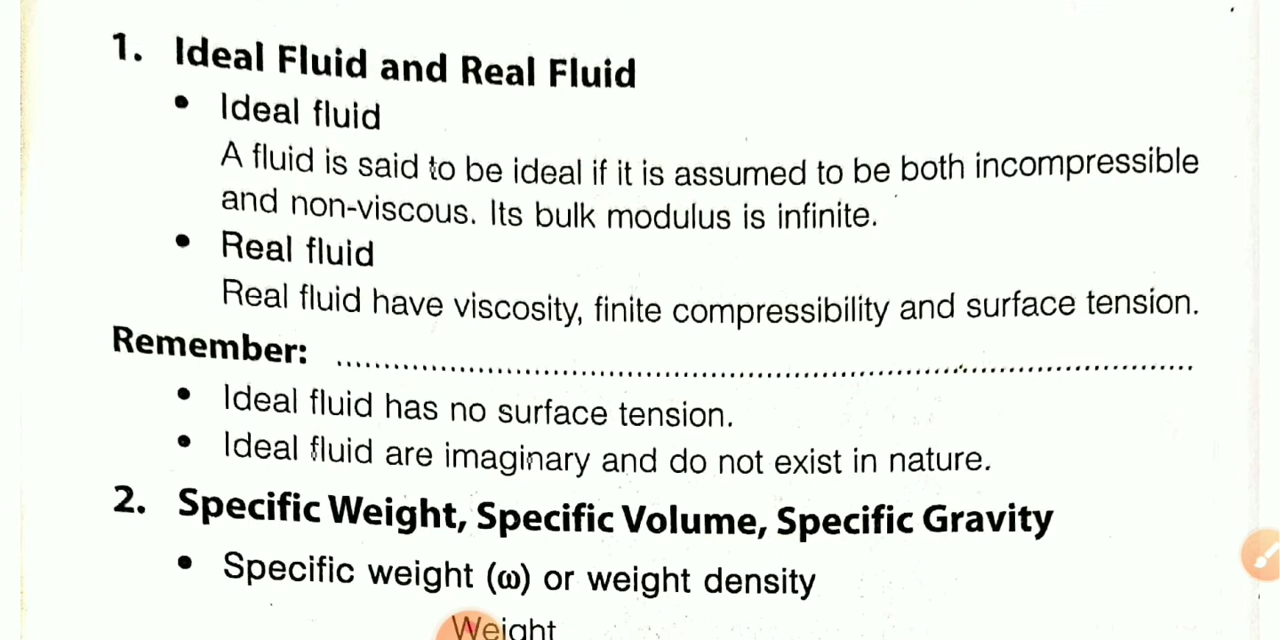 1. Ideal Fluid and Real Fluid
• Ideal fluid
A fluid is said to be ideal if it is assumed to be both incompressible
and non-viscous. Its bulk modulus is infinite.
• Real fluid
Real fluid have viscosity, finite compressibility and surface tension.
Remember: ..........................................................................................
• Ideal fluid has no surface tension.
• Ideal fluid are imaginary and do not exist in nature.
2. Specific Weight, Specific Volume, Specific Gravity
• Specific weight (ω) or weight density
Weight